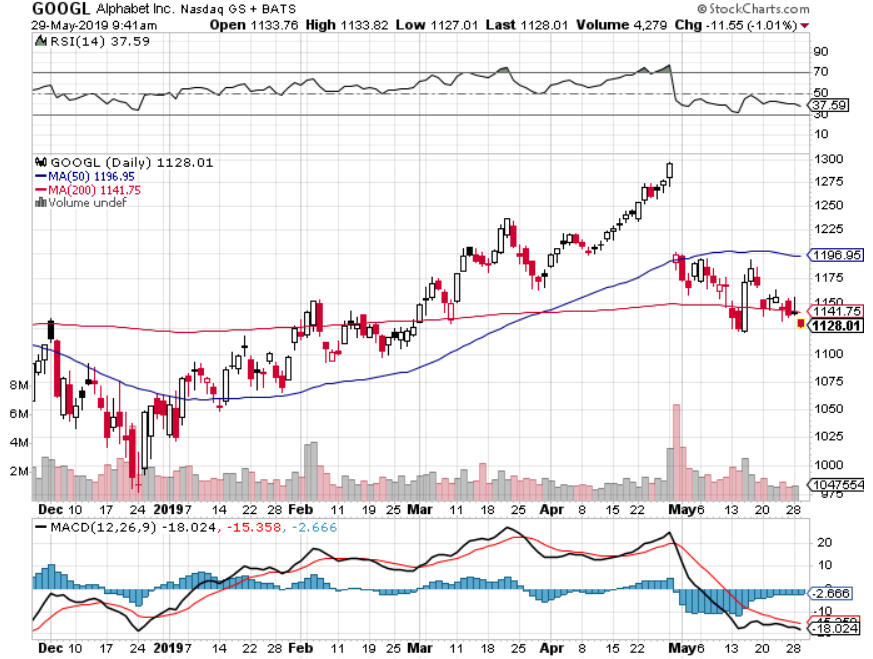 GOOGL Alphabet Inc. Nasdaq GS + BATS © StockCharts.com
29-May-2019 9:41am Open 1133.76 High 1133.82 Low 1127.01 Last 1128.01 Volume 4,279 Chg -11.55 (-1.01%)
RSI(14) 37.59
90
70
50
37.59
30
10
GOOGL (Daily) 1128.01
MA(50) 1196.95
MA(200) 1141.75
Volume undef
1300
1275
1250
1225
1196.95
1175
1150
1141.75
1128.01
1100
1075
1050
1025
1000
1047554
975
8M
6M
4M
2M
Dec 10 17 24 2019 7 14 22 28 Feb 11 19 25 Mar 11 18 25 Apr 8 15 22 May 6 13 20 28
MACD(12,26,9) -18.024, -15.358, -2.666
20
10
0
-2.666
-10
-18.024
Dec 10 17 24 2019 7 14 22 28 Feb 11 19 25 Mar 11 18 25 Apr 8 15 22 May 6 13 20 28